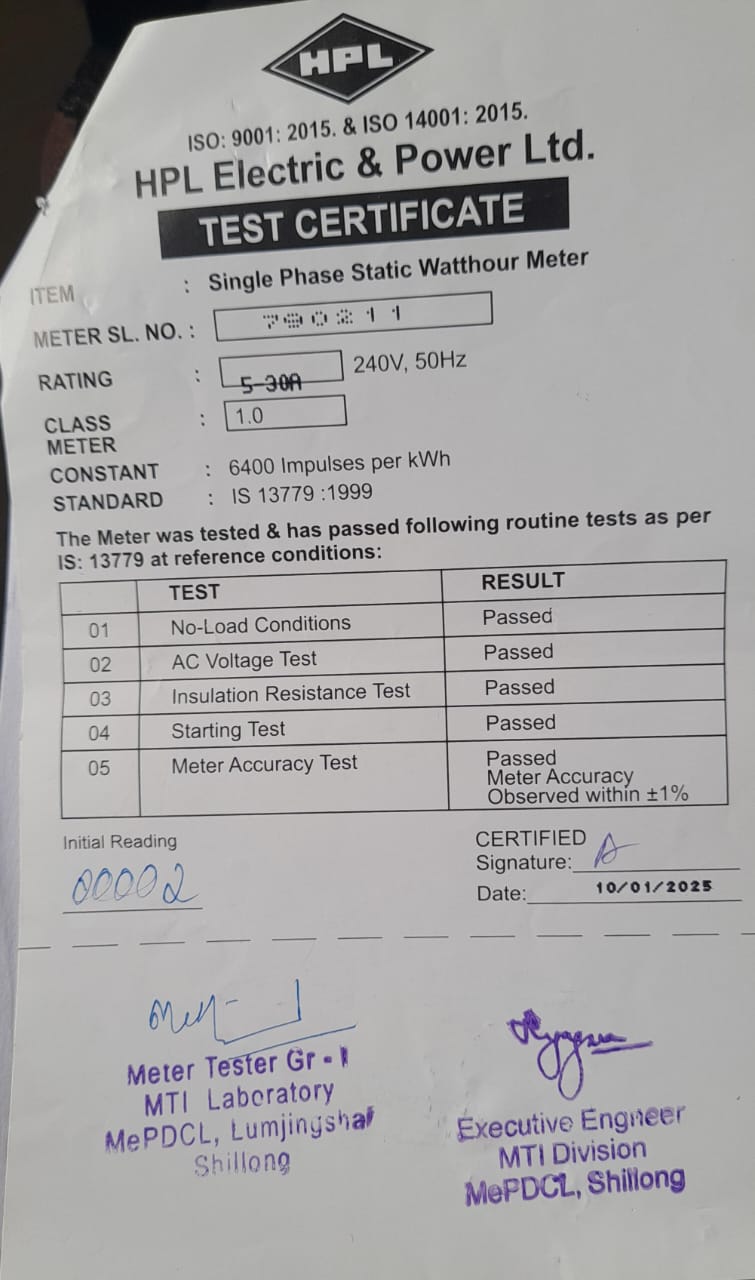 HPL
ISO: 9001: 2015. & ISO 14001: 2015.
HPL Electric & Power Ltd.
TEST CERTIFICATE
ITEM : Single Phase Static Watthour Meter
METER SL. NO. : 790211
RATING : 5-30A 240V, 50Hz
CLASS : 1.0
METER
CONSTANT : 6400 Impulses per kWh
STANDARD : IS 13779 :1999
The Meter was tested & has passed following routine tests as per
IS: 13779 at reference conditions:
TEST RESULT
01 No-Load Conditions Passed
02 AC Voltage Test Passed
03 Insulation Resistance Test Passed
04 Starting Test Passed
05 Meter Accuracy Test Passed
Meter Accuracy
Observed within ±1%
Initial Reading
00002
CERTIFIED
Signature:
Date: 10/01/2025
Meter Tester Gr - I
MTI Laboratory
MePDCL, Lumjingshai
Shillong
Executive Engneer
MTI Division
MePDCL, Shillong